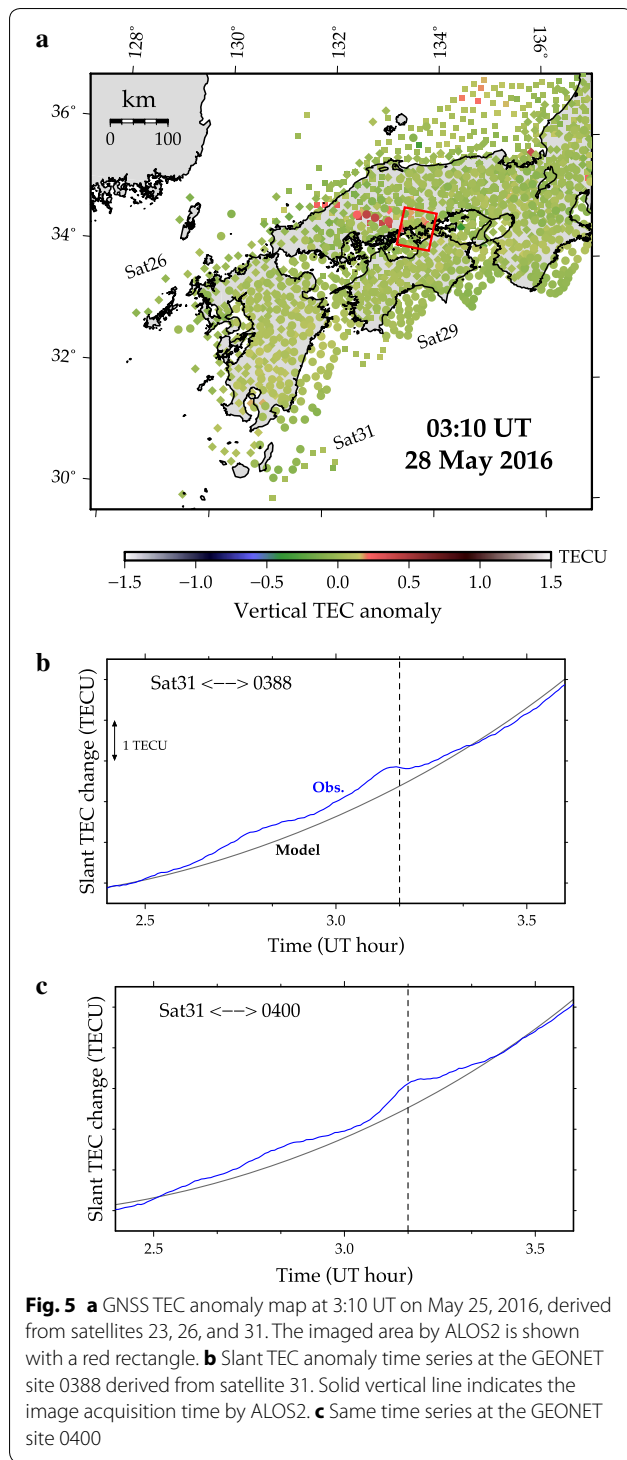 a
128° 130° 132° 134° 136°
km
0 100
36°
34°
32°
30°
Sat26
Sat29
Sat31
03:10 UT
28 May 2016
TECU
−1.5 −1.0 −0.5 0.0 0.5 1.0 1.5
Vertical TEC anomaly
b
Sat31 <−−> 0388
1 TECU
Obs.
Model
Slant TEC change (TECU)
2.5 3.0 3.5
Time (UT hour)
c
Sat31 <−−> 0400
Slant TEC change (TECU)
2.5 3.0 3.5
Time (UT hour)
Fig. 5 a GNSS TEC anomaly map at 3:10 UT on May 25, 2016, derived
from satellites 23, 26, and 31. The imaged area by ALOS2 is shown
with a red rectangle. b Slant TEC anomaly time series at the GEONET
site 0388 derived from satellite 31. Solid vertical line indicates the
image acquisition time by ALOS2. c Same time series at the GEONET
site 0400